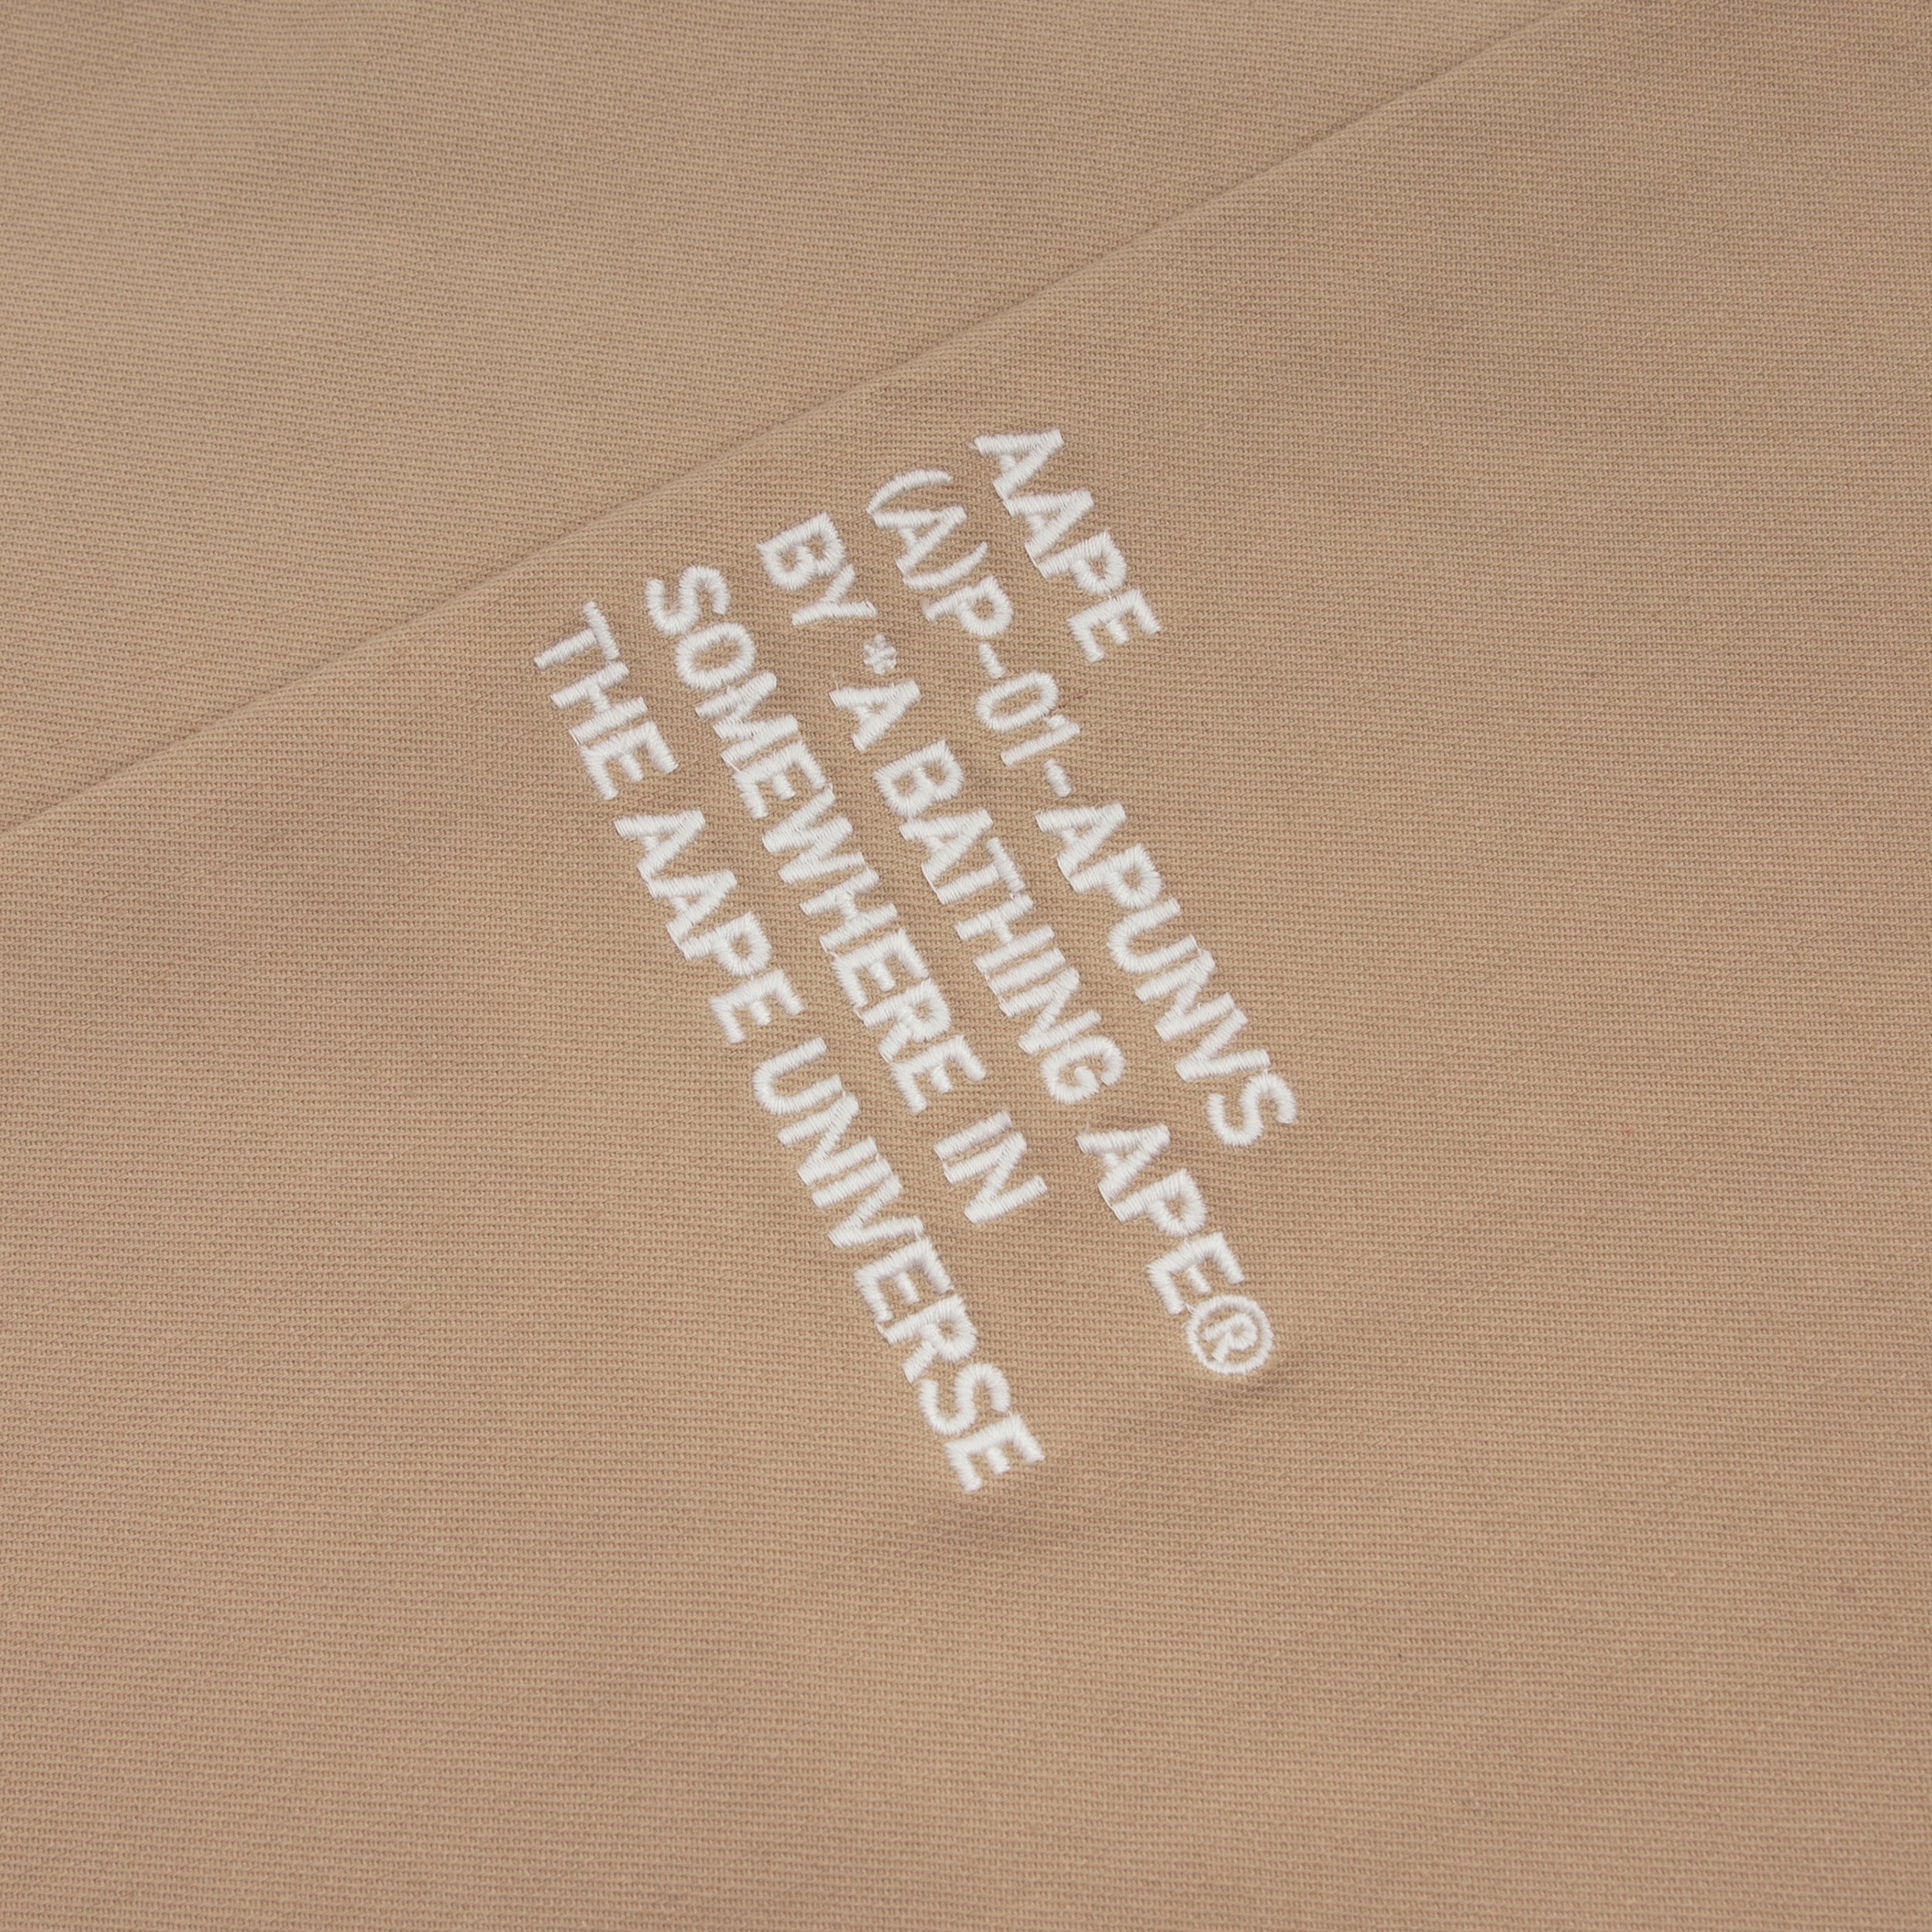 AAPE
(A)P-01-APUNVS
BY *A BATHING APE®
SOMEWHERE IN
THE AAPE UNIVERSE